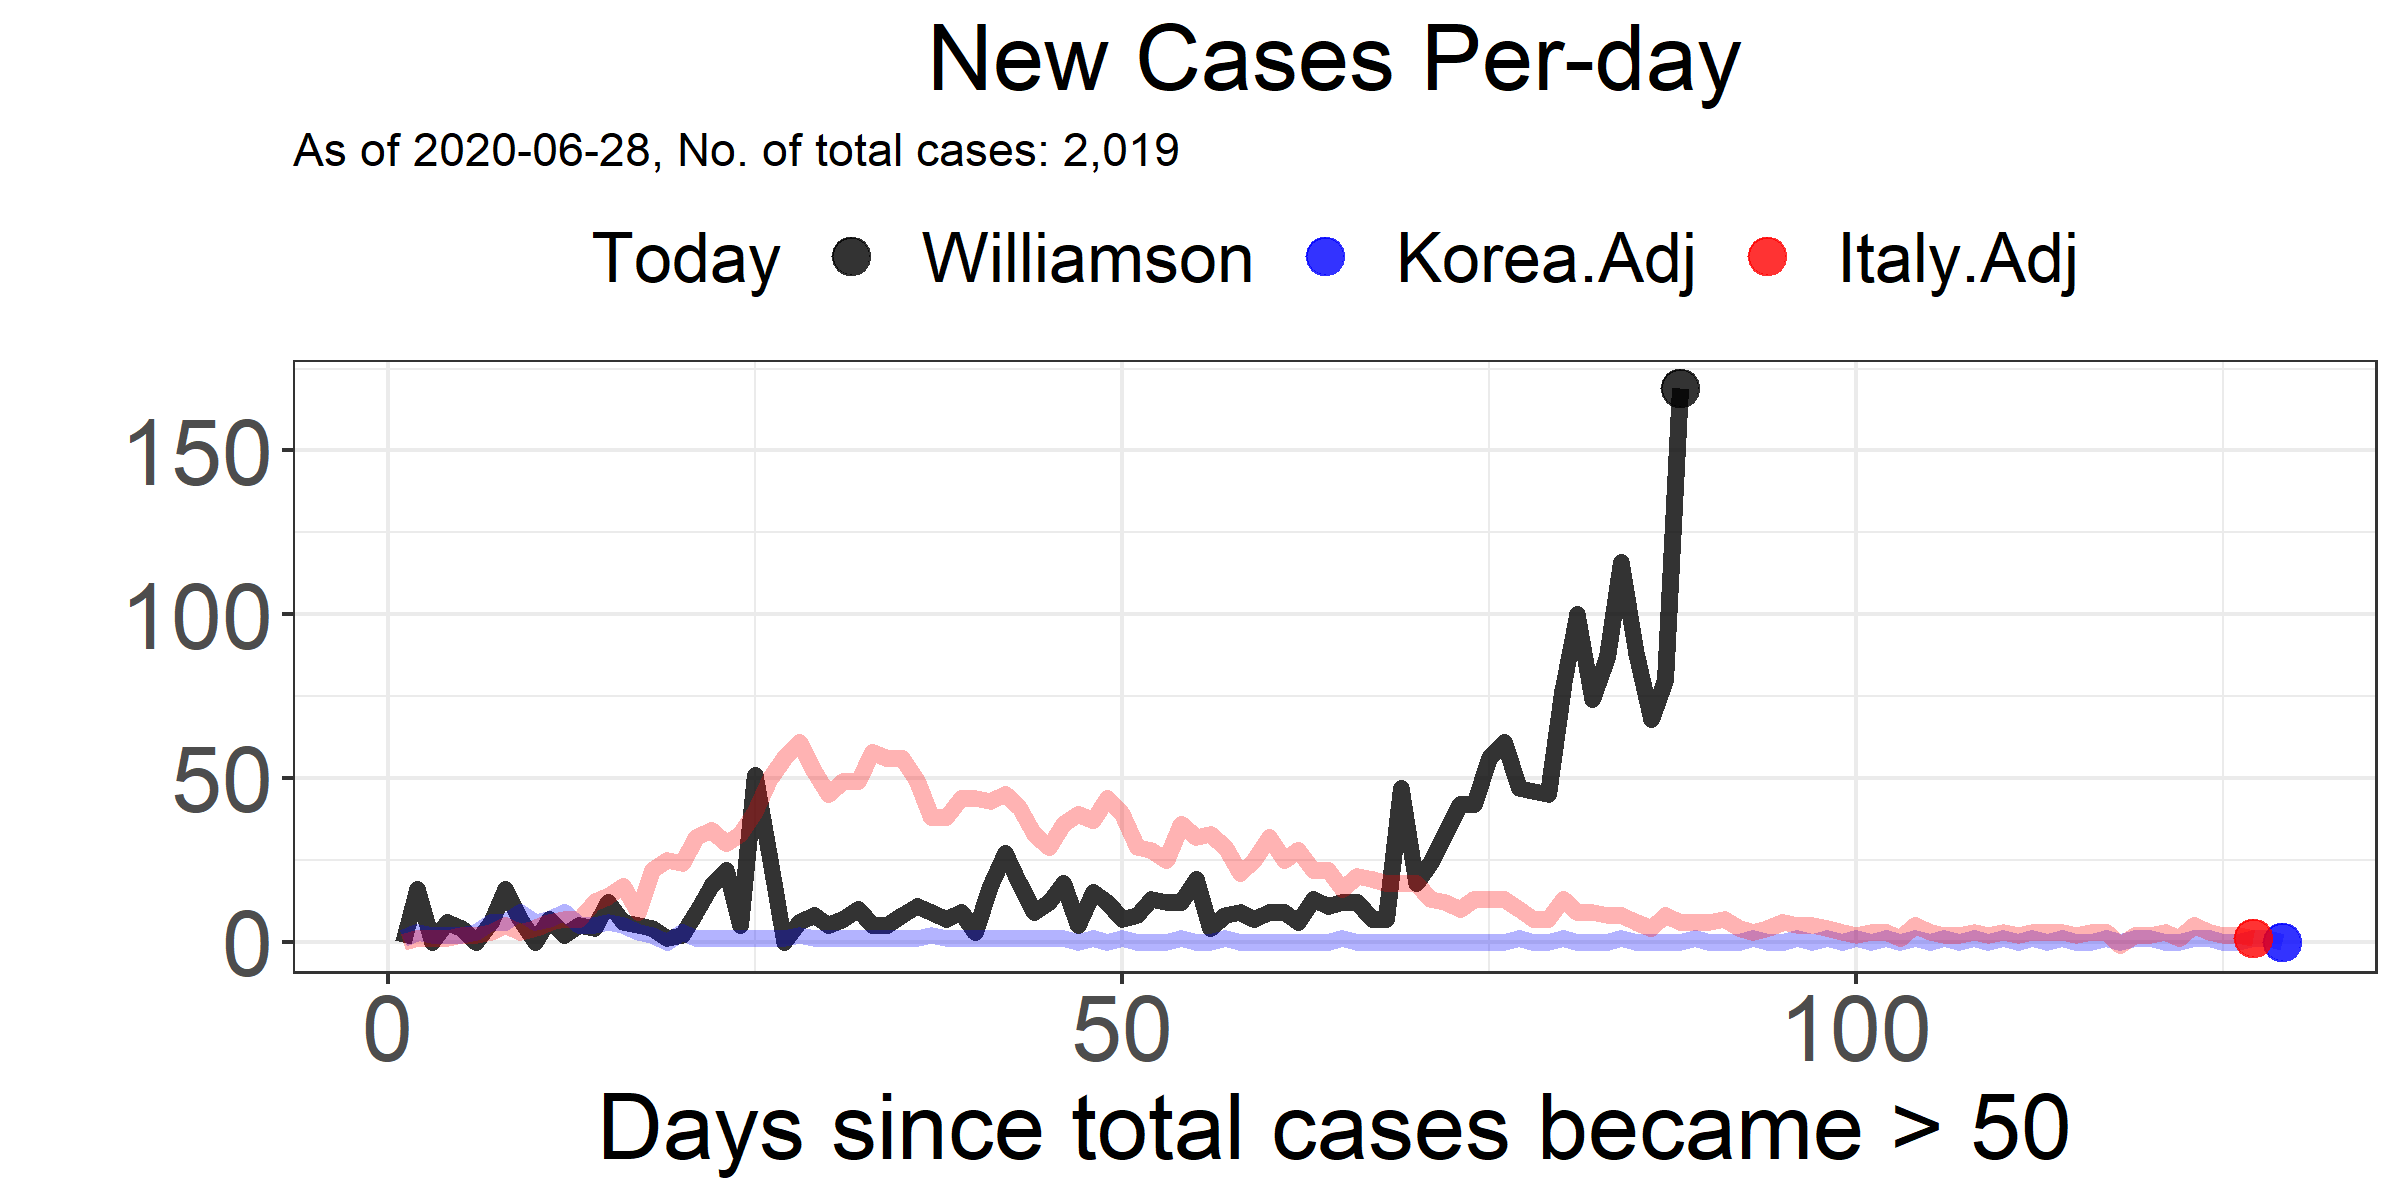 New Cases Per-day
As of 2020-06-28, No. of total cases: 2,019
Today Williamson Korea.Adj Italy.Adj
150
100
50
0
0 50 100
Days since total cases became > 50